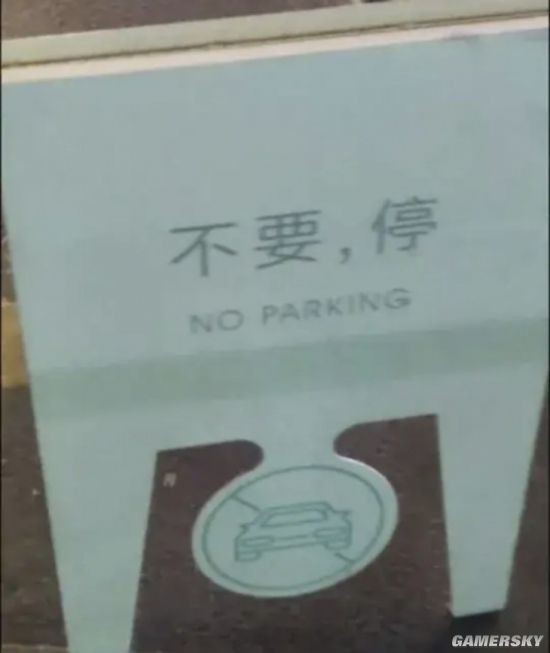 不要，停
NO PARKING
GAMERSKY